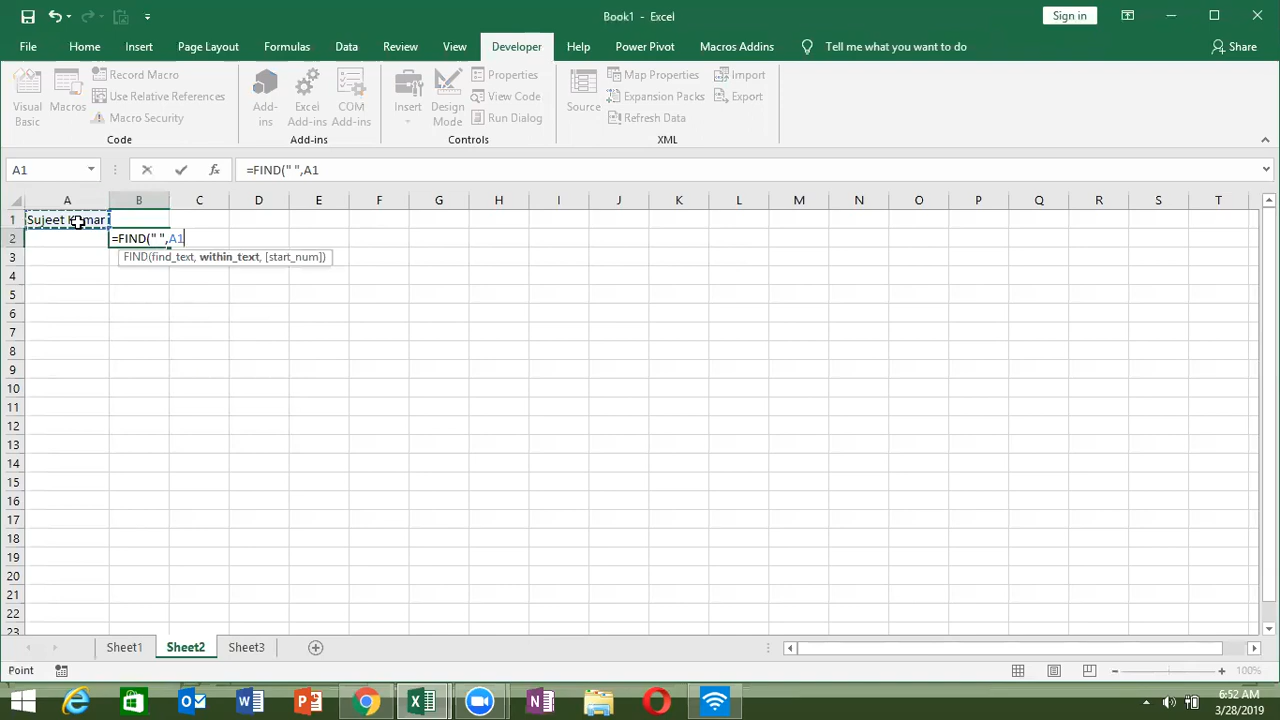 Book1 - Excel
Sign in
File Home Insert Page Layout Formulas Data Review View Developer Help Power Pivot Macros Addins Tell me what you want to do Share
Visual Basic
Macros
Record Macro
Use Relative References
Macro Security
Code
Add-ins
Excel Add-ins
COM Add-ins
Add-ins
Insert
Design Mode
Properties
View Code
Run Dialog
Controls
Source
Map Properties
Expansion Packs
Refresh Data
Import
Export
XML
A1
fx
=FIND(" ",A1
A B C D E F G H I J K L M N O P Q R S T
1 Sujeet Kumar
2 =FIND(" ",A1
3 FIND(find_text, within_text, [start_num])
4
5
6
7
8
9
10
11
12
13
14
15
16
17
18
19
20
21
22
23
Sheet1 Sheet2 Sheet3
Point
100%
6:52 AM
3/28/2019